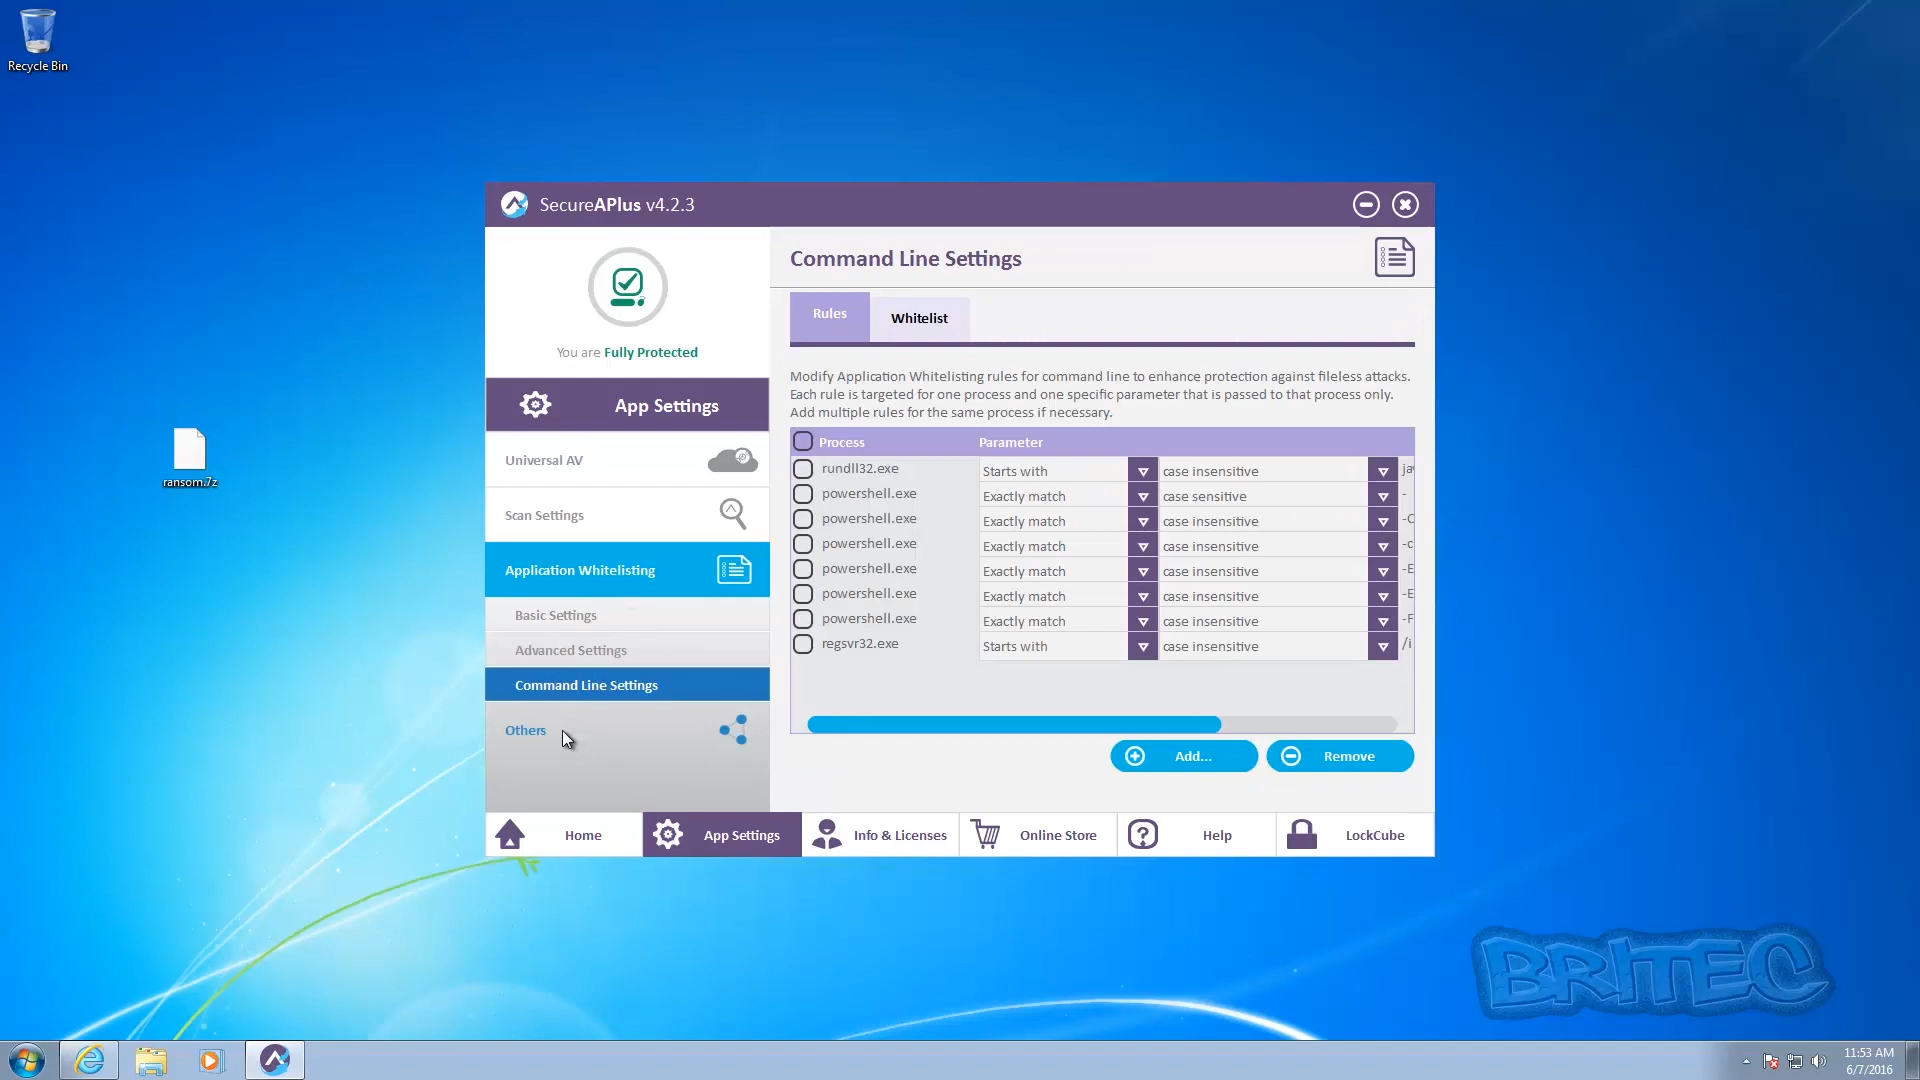 Recycle Bin
ransom.7z
SecureAPlus v4.2.3
You are Fully Protected
App Settings
Universal AV
Scan Settings
Application Whitelisting
Basic Settings
Advanced Settings
Command Line Settings
Others
Command Line Settings
Rules
Whitelist
Modify Application Whitelisting rules for command line to enhance protection against fileless attacks.
Each rule is targeted for one process and one specific parameter that is passed to that process only.
Add multiple rules for the same process if necessary.
Process Parameter
rundll32.exe Starts with case insensitive
powershell.exe Exactly match case sensitive -
powershell.exe Exactly match case insensitive
powershell.exe Exactly match case insensitive -c
powershell.exe Exactly match case insensitive -E
powershell.exe Exactly match case insensitive -E
powershell.exe Exactly match case insensitive -F
regsvr32.exe Starts with case insensitive /i
Add...
Remove
Home
App Settings
Info & Licenses
Online Store
Help
LockCube
BRITEC
11:53 AM
6/7/2016